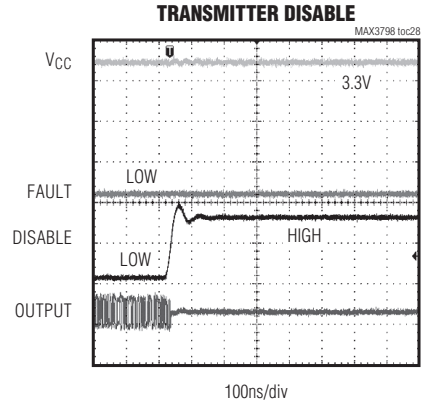 TRANSMITTER DISABLE
MAX3798 toc28
VCC
3.3V
LOW
FAULT
DISABLE
HIGH
LOW
OUTPUT
100ns/div